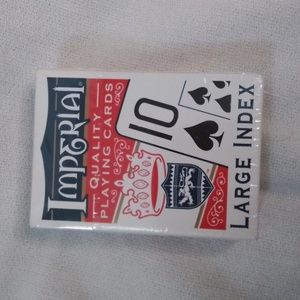 Imperial
QUALITY
PLAYING CARDS
10
LARGE INDEX